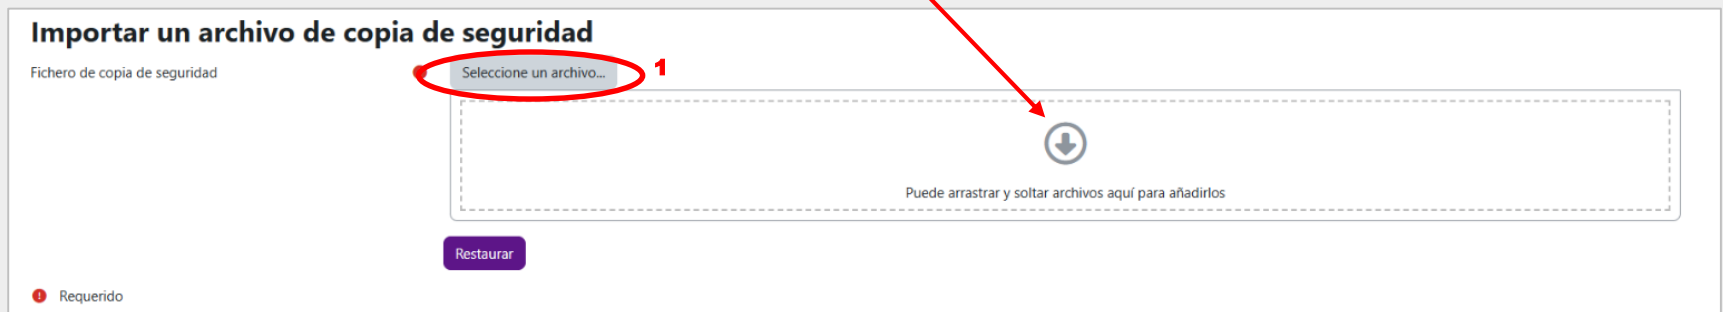 Importar un archivo de copia de seguridad
Fichero de copia de seguridad
Seleccione un archivo...
1
Puede arrastrar y soltar archivos aquí para añadirlos
Restaurar
Requerido